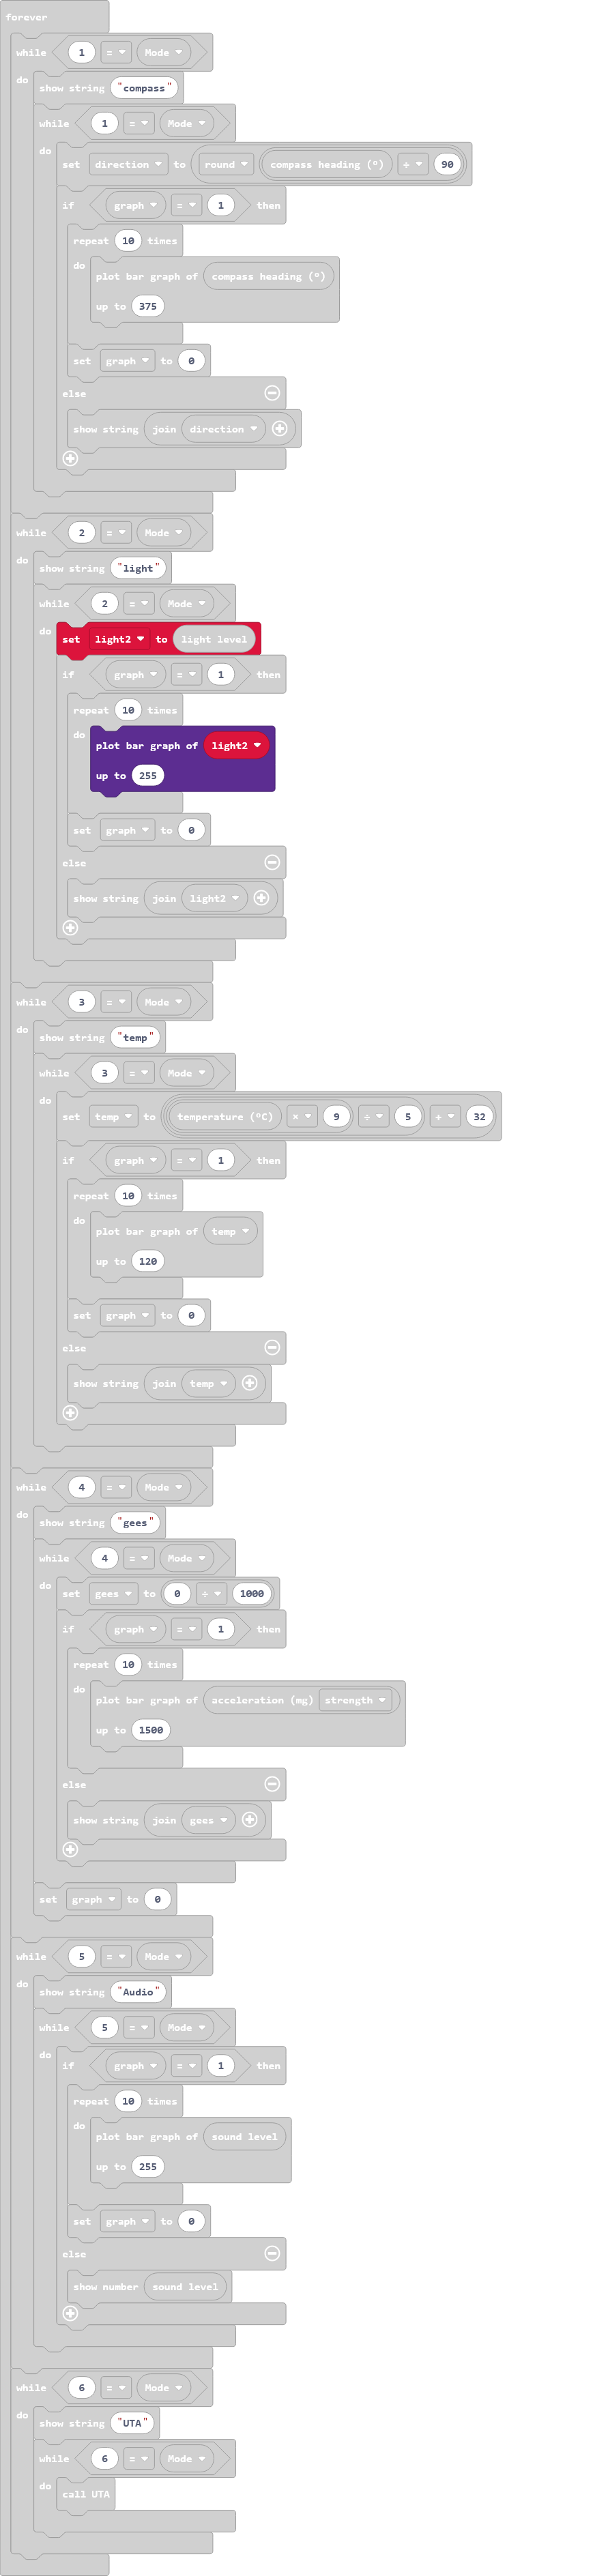 forever
while 1 = Mode
do show string "compass"
while 1 = Mode
do set direction to round compass heading (º) ÷ 90
if graph = 1 then
repeat 10 times
do plot bar graph of compass heading (º)
up to 375
set graph to 0
else
show string join direction
while 2 = Mode
do show string "light"
while 2 = Mode
do set light2 to light level
if graph = 1 then
repeat 10 times
do plot bar graph of light2
up to 255
set graph to 0
else
show string join light2
while 3 = Mode
do show string "temp"
while 3 = Mode
do set temp to temperature (ºC) × 9 ÷ 5 + 32
if graph = 1 then
repeat 10 times
do plot bar graph of temp
up to 120
set graph to 0
else
show string join temp
while 4 = Mode
do show string "gees"
while 4 = Mode
do set gees to 0 ÷ 1000
if graph = 1 then
repeat 10 times
do plot bar graph of acceleration (mg) strength
up to 1500
else
show string join gees
set graph to 0
while 5 = Mode
do show string "Audio"
while 5 = Mode
do if graph = 1 then
repeat 10 times
do plot bar graph of sound level
up to 255
set graph to 0
else
show number sound level
while 6 = Mode
do show string "UTA"
while 6 = Mode
do call UTA